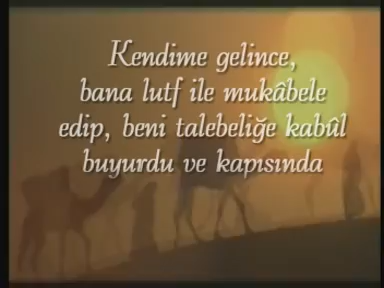 Kendime gelince,
bana lutf ile mukâbele
edip, beni talebeliğe kabûl
buyurdu ve kapısında